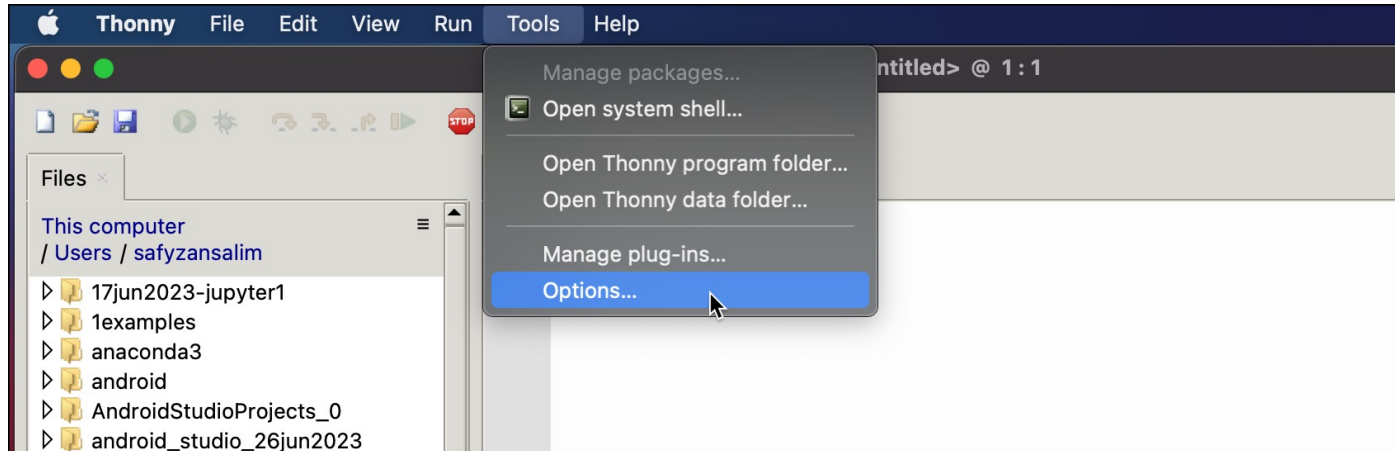 Thonny File Edit View Run Tools Help
ntitled> @ 1:1
Manage packages...
Open system shell...
Open Thonny program folder...
Open Thonny data folder...
Manage plug-ins...
Options...
STOP
Files
This computer
/ Users / safyzansalim
17jun2023-jupyter1
1examples
anaconda3
android
AndroidStudioProjects_0
android_studio_26jun2023